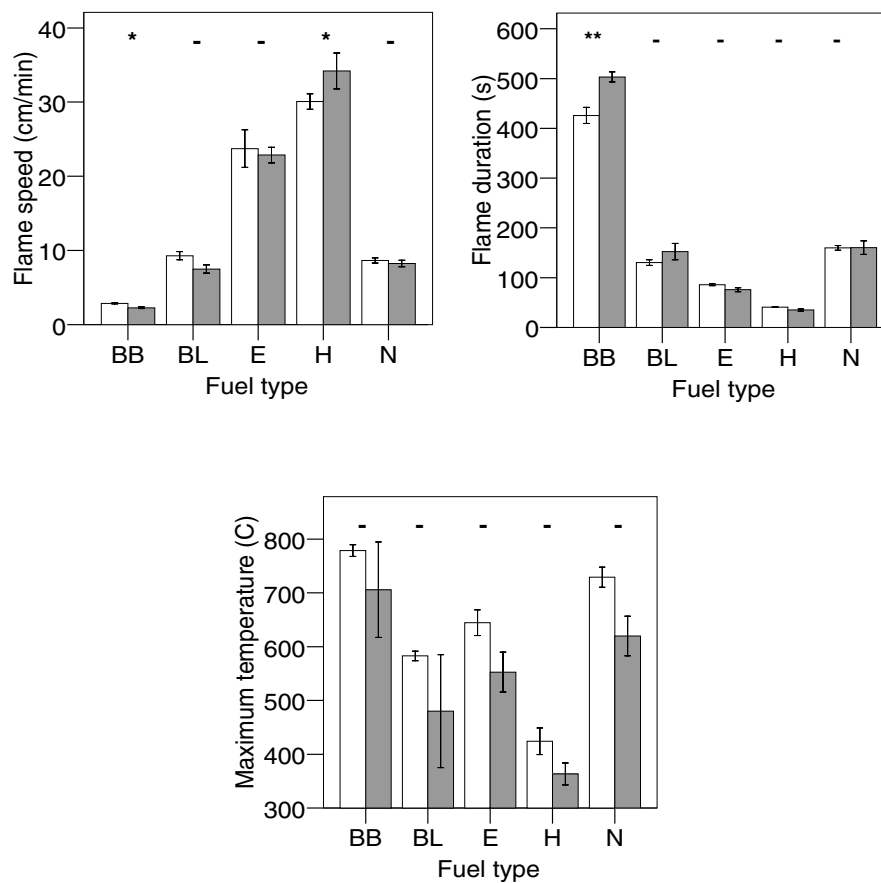 Flame speed (cm/min)
40
30
20
10
0
* - - * -
BB BL E H N
Fuel type
Flame duration (s)
600
500
400
300
200
100
0
** - - - -
BB BL E H N
Fuel type
Maximum temperature (C)
800
700
600
500
400
300
- - - - -
BB BL E H N
Fuel type